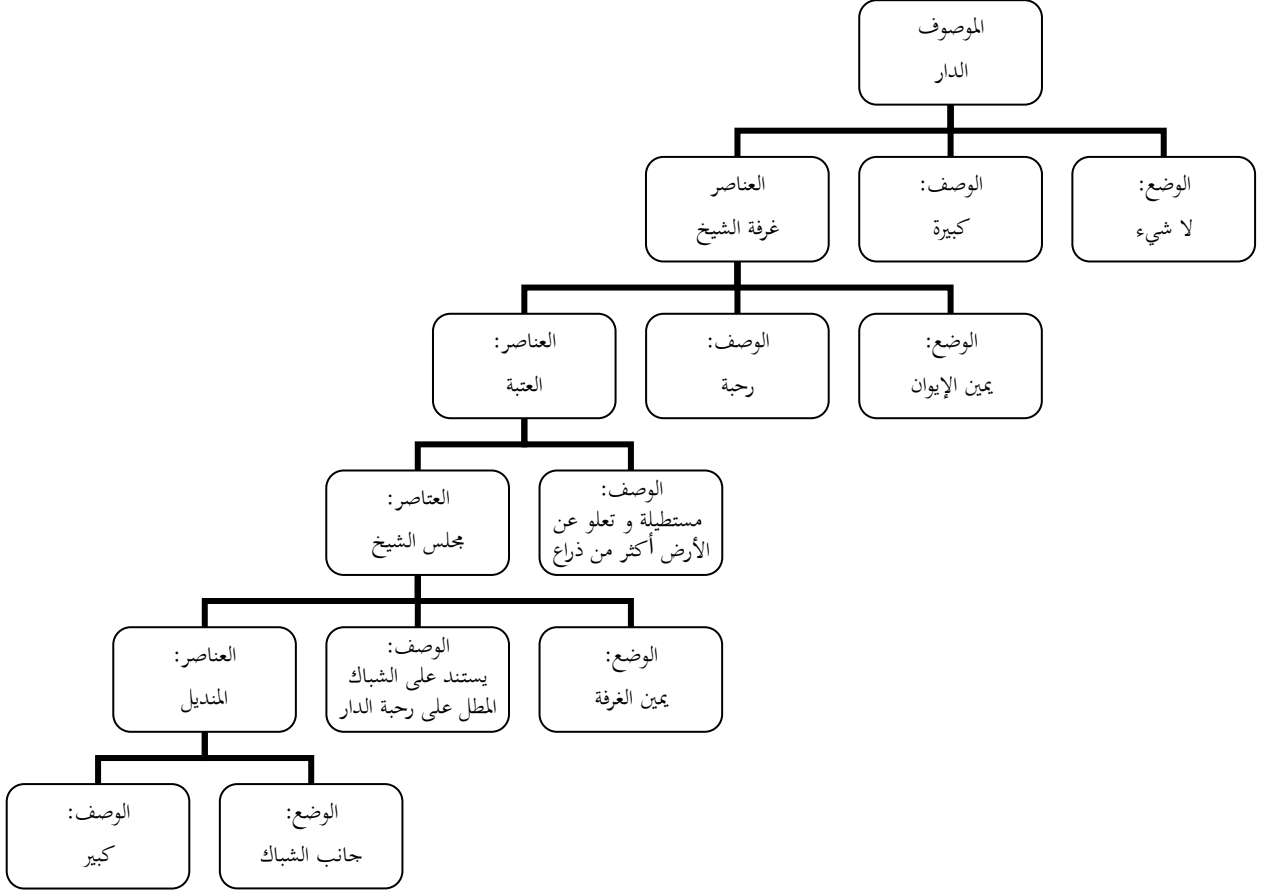 الموصوف
الدار
الوضع:
لا شيء
الوصف:
كبيرة
العناصر
غرفة الشيخ
الوضع:
يمين الإيوان
الوصف:
رحبة
العناصر:
العتبة
الوصف:
مستطيلة و تعلو عن
الأرض أكثر من ذراع
العتاصر:
مجلس الشيخ
الوضع:
يمين الغرفة
الوصف:
يستند على الشباك
المطل على رحبة الدار
العناصر:
المنديل
الوضع:
جانب الشباك
الوصف:
كبير